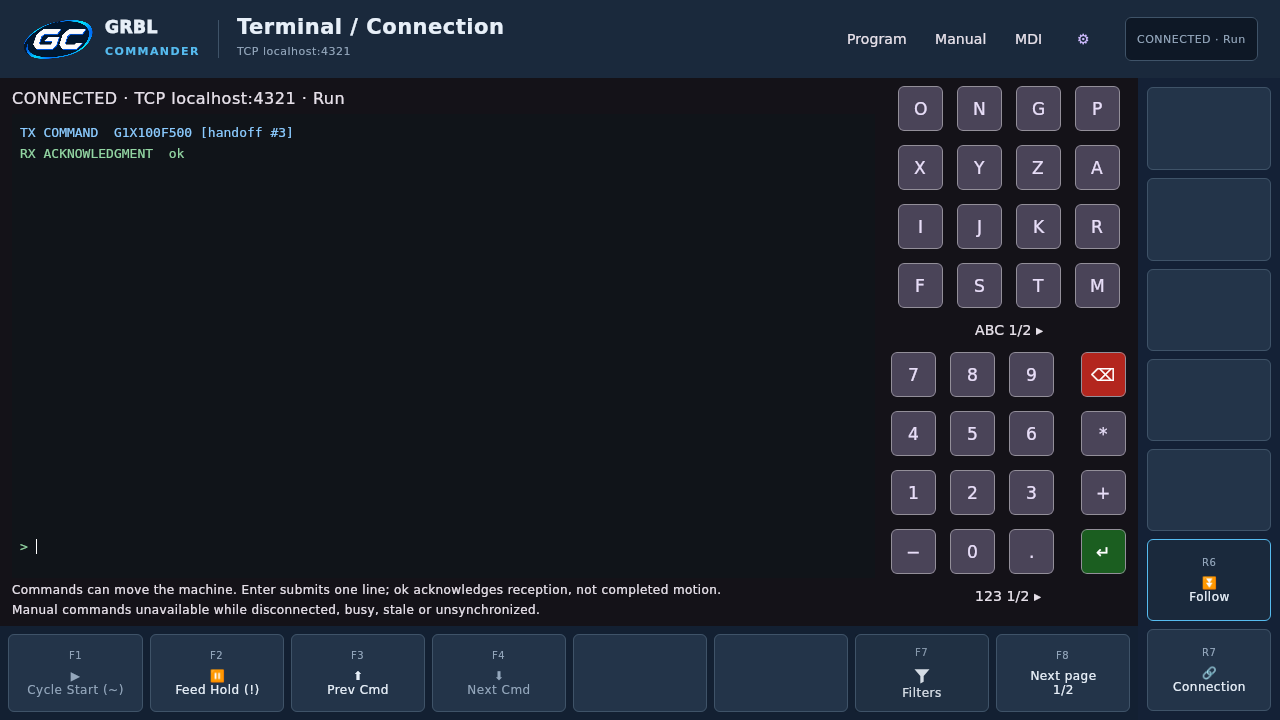 GC
GRBL
COMMANDER
Terminal / Connection
TCP localhost:4321
Program
Manual
MDI
CONNECTED · Run
CONNECTED · TCP localhost:4321 · Run
TX COMMAND  G1X100F500 [handoff #3]
RX ACKNOWLEDGMENT  ok
>
Commands can move the machine. Enter submits one line; ok acknowledges reception, not completed motion.
Manual commands unavailable while disconnected, busy, stale or unsynchronized.
O N G P
X Y Z A
I J K R
F S T M
ABC 1/2 ▸
7 8 9 ⌫
4 5 6 *
1 2 3 +
− 0 . ↵
123 1/2 ▸
R6
Follow
R7
Connection
F1
Cycle Start (~)
F2
Feed Hold (!)
F3
Prev Cmd
F4
Next Cmd
F7
Filters
F8
Next page
1/2